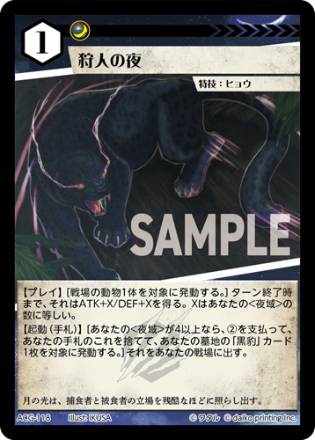 1
狩人の夜
特技：ヒョウ
SAMPLE
【プレイ】[戦場の動物1体を対象に発動する。] ターン終了時
まで、それはATK+X/DEF+Xを得る。Xはあなたの<夜域>の
数に等しい。
【起動（手札）】[あなたの<夜域>が4以上なら、②を支払って、
あなたの手札のこれを捨てて、あなたの墓地の「黒豹」カード
1枚を対象に発動する。] それをあなたの戦場に出す。
月の光は、捕食者と被食者の立場を残酷なほどに照らし出す。
ACG-118 Illust: IKUSA ©ワタル ©daiko printing inc.